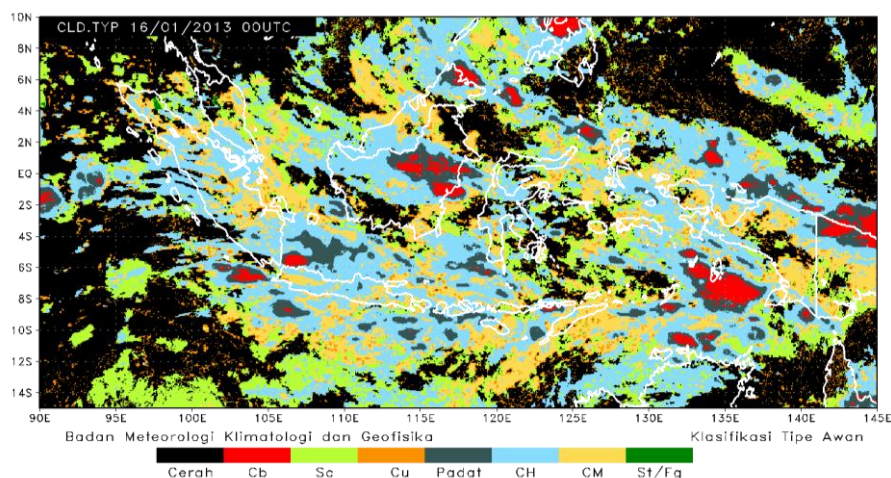 CLD.TYP 16/01/2013 00UTC
10N
8N
6N
4N
2N
EQ
2S
4S
6S
8S
10S
12S
14S
90E 95E 100E 105E 110E 115E 120E 125E 130E 135E 140E 145E
Badan Meteorologi Klimatologi dan Geofisika Klasifikasi Tipe Awan
Cerah Cb Sc Cu Padat CH CM St/Fg